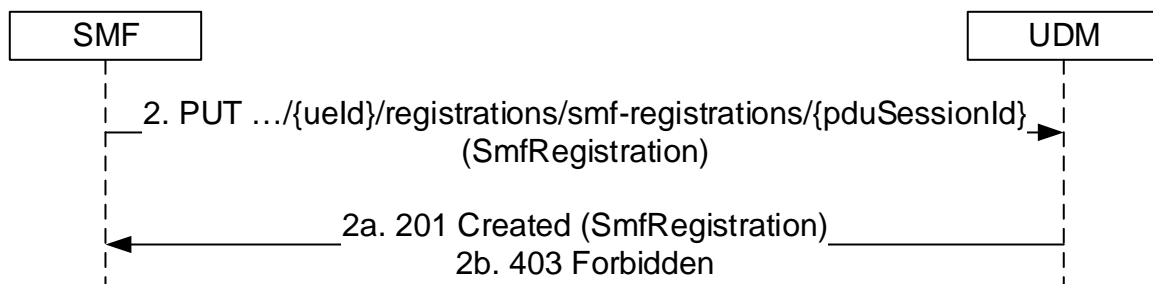 SMF
UDM
2. PUT …/{ueId}/registrations/smf-registrations/{pduSessionId}
(SmfRegistration)
2a. 201 Created (SmfRegistration)
2b. 403 Forbidden